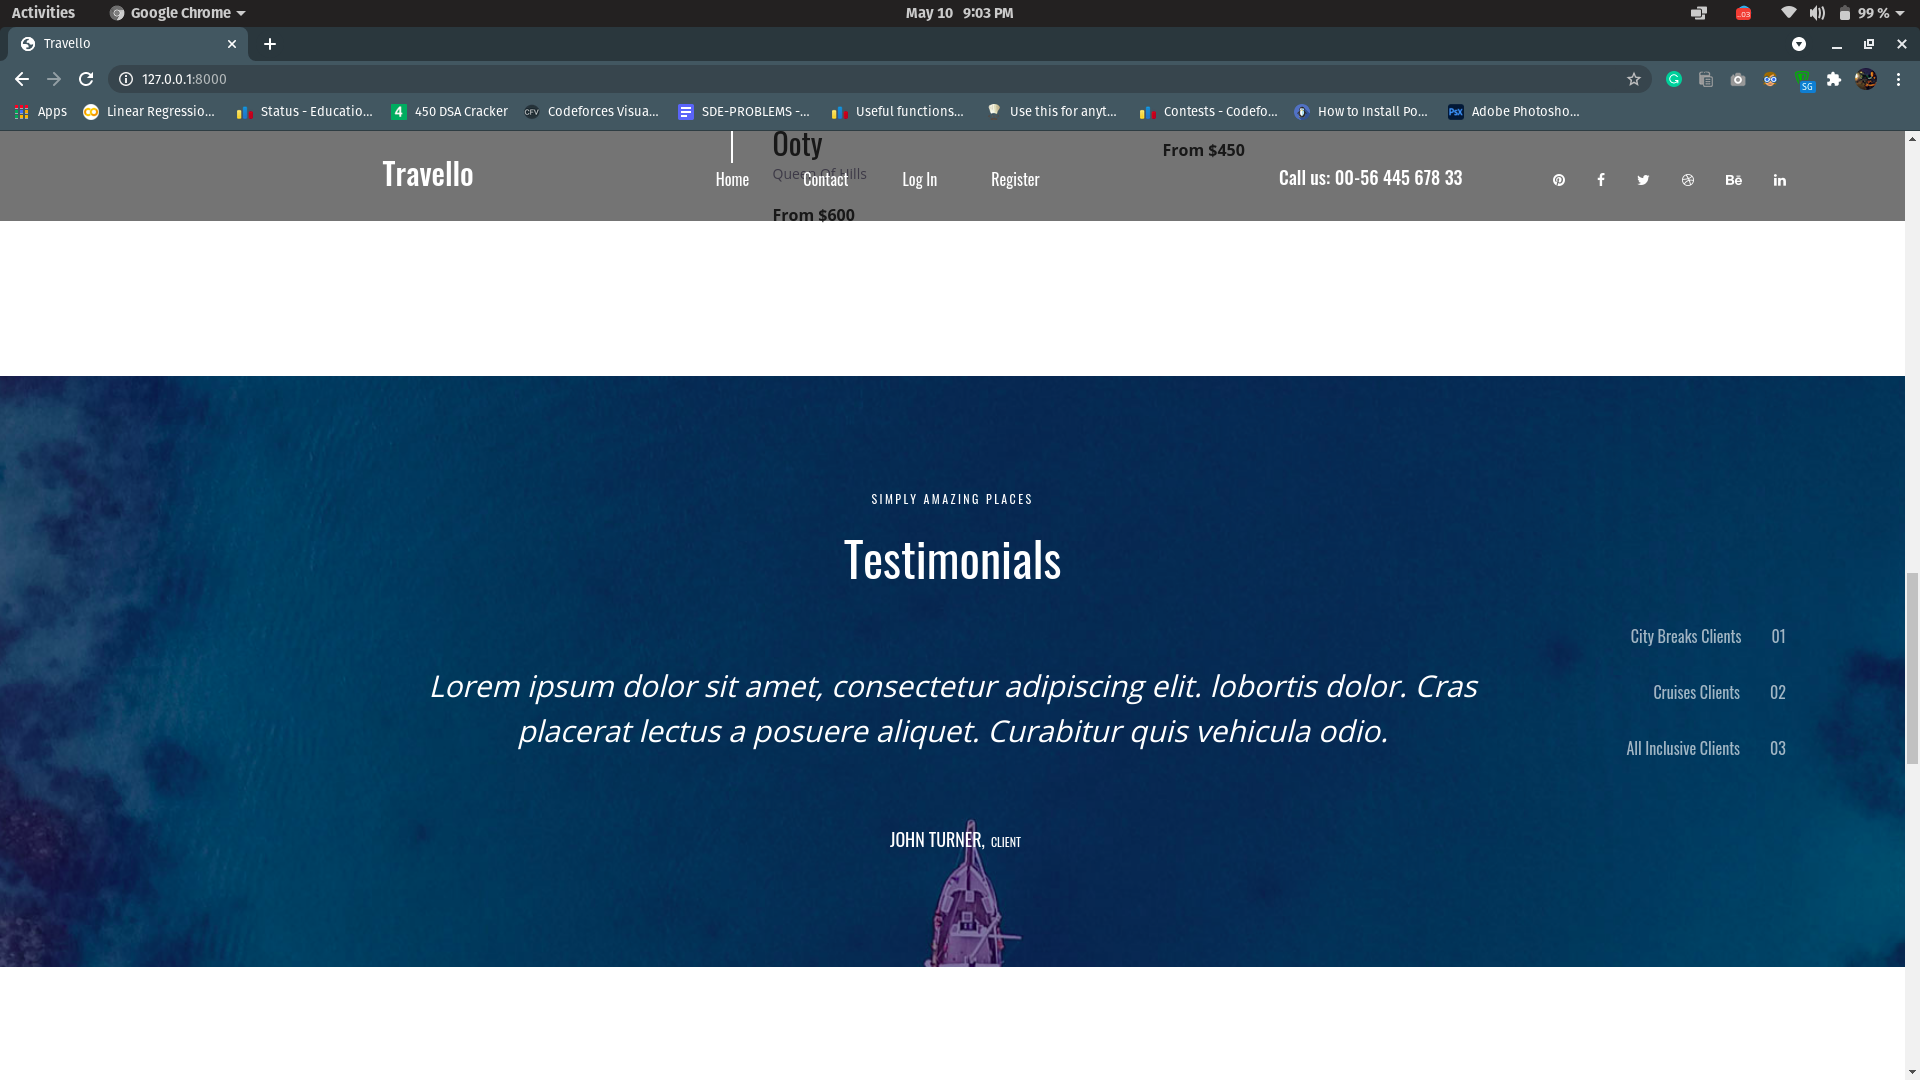 Activities
Google Chrome
May 10 9:03 PM
99 %
Travello
127.0.0.1:8000
Apps
Linear Regressio...
Status - Educatio...
450 DSA Cracker
Codeforces Visua...
SDE-PROBLEMS -...
Useful functions...
Use this for anyt...
Contests - Codefo...
How to Install Po...
Adobe Photosho...
Ooty
From $450
Travello
Queen Of Hills
Home
Contact
Log In
Register
Call us: 00-56 445 678 33
From $600
SIMPLY AMAZING PLACES
Testimonials
City Breaks Clients 01
Cruises Clients 02
All Inclusive Clients 03
Lorem ipsum dolor sit amet, consectetur adipiscing elit. lobortis dolor. Cras
placerat lectus a posuere aliquet. Curabitur quis vehicula odio.
JOHN TURNER, CLIENT